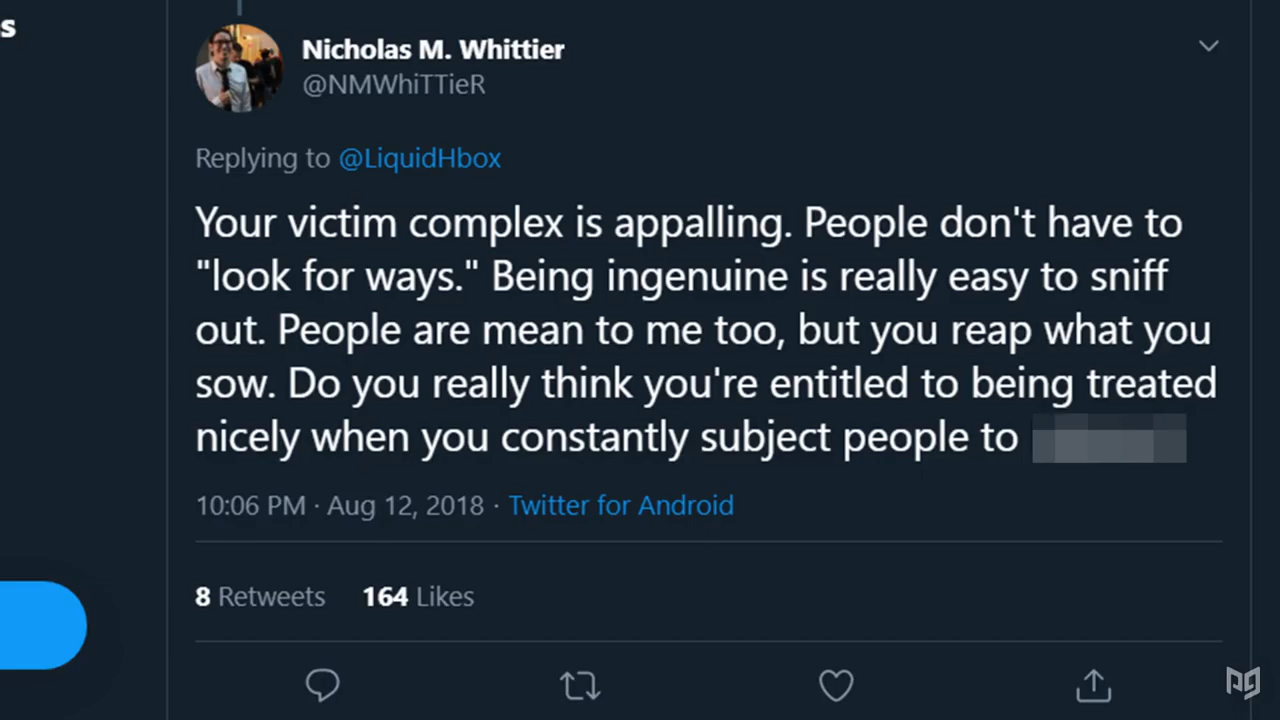 s
Nicholas M. Whittier
@NMWhiTTieR
Replying to @LiquidHbox
Your victim complex is appalling. People don't have to
"look for ways." Being ingenuine is really easy to sniff
out. People are mean to me too, but you reap what you
sow. Do you really think you're entitled to being treated
nicely when you constantly subject people to
10:06 PM · Aug 12, 2018 · Twitter for Android
8 Retweets 164 Likes